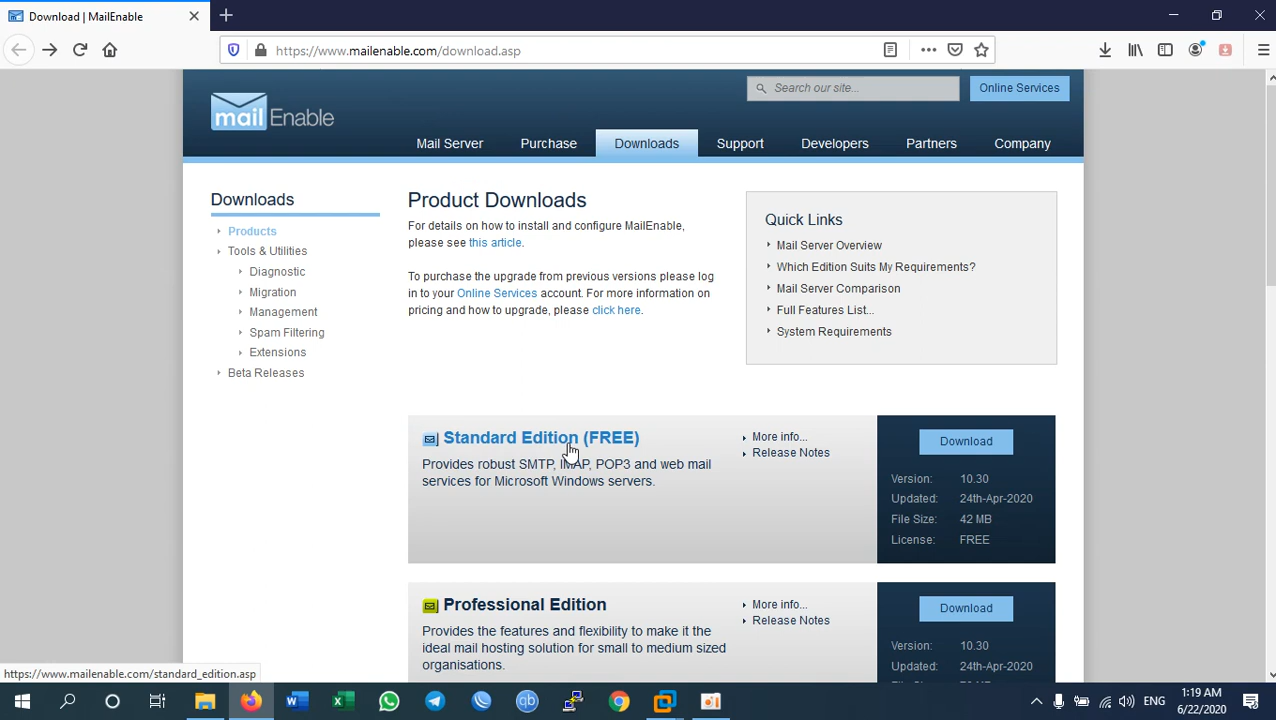 Download | MailEnable
https://www.mailenable.com/download.asp
Search our site...
Online Services
mail Enable
Mail Server
Purchase
Downloads
Support
Developers
Partners
Company
Downloads
Products
Tools & Utilities
Diagnostic
Migration
Management
Spam Filtering
Extensions
Beta Releases
Product Downloads
For details on how to install and configure MailEnable,
please see this article.
To purchase the upgrade from previous versions please log
in to your Online Services account. For more information on
pricing and how to upgrade, please click here.
Quick Links
Mail Server Overview
Which Edition Suits My Requirements?
Mail Server Comparison
Full Features List...
System Requirements
Standard Edition (FREE)
Provides robust SMTP, IMAP, POP3 and web mail
services for Microsoft Windows servers.
More info...
Release Notes
Download
Version: 10.30
Updated: 24th-Apr-2020
File Size: 42 MB
License: FREE
Professional Edition
Provides the features and flexibility to make it the
ideal mail hosting solution for small to medium sized
organisations.
More info...
Release Notes
Download
Version: 10.30
Updated: 24th-Apr-2020
https://www.mailenable.com/standard_edition.asp
ENG
1:19 AM
6/22/2020